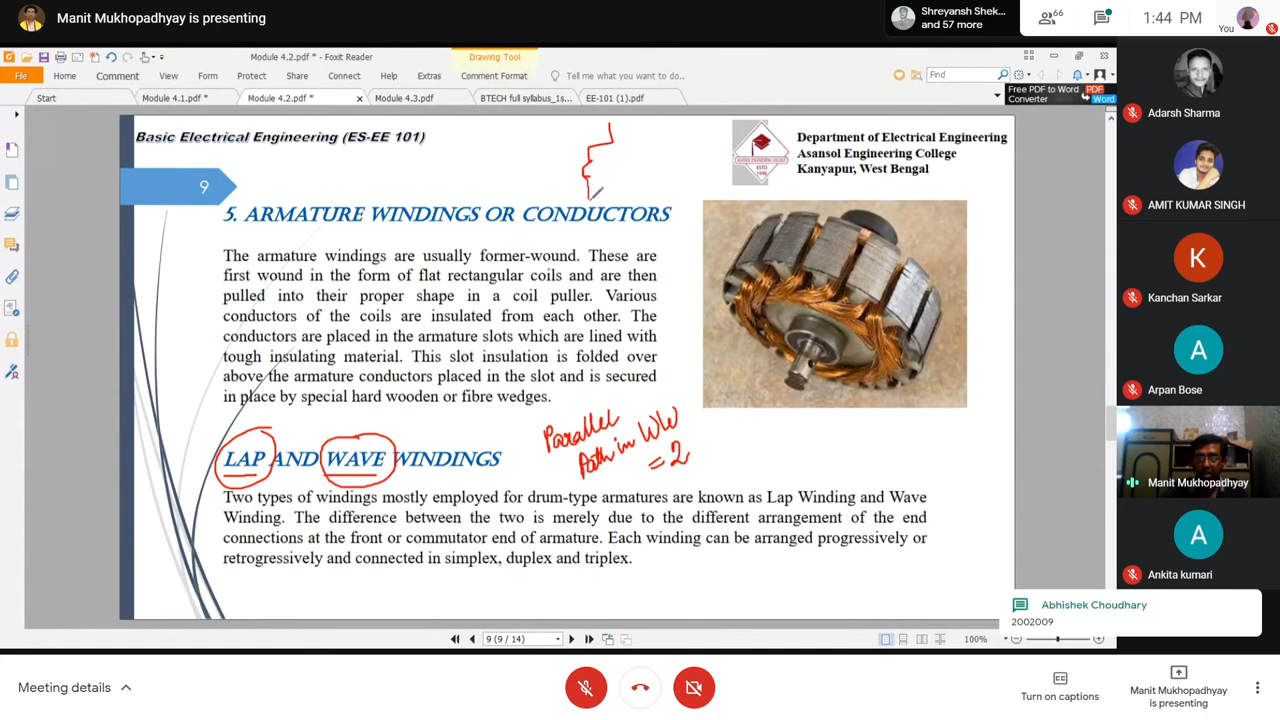 Manit Mukhopadhyay is presenting
Shreyansh Shek...
and 57 more
66
1:44 PM
You
Module 4.2.pdf * - Foxit Reader
Drawing Tool
File
Home
Comment
View
Form
Protect
Share
Connect
Help
Extras
Comment Format
Tell me what you want to do..
Find
Start
Module 4.1.pdf *
Module 4.2.pdf *
Module 4.3.pdf
BTECH full syllabus_1s...
EE-101 (1).pdf
Free PDF to Word
Converter
PDF
Word
Basic Electrical Engineering (ES-EE 101)
Department of Electrical Engineering
Asansol Engineering College
Kanyapur, West Bengal
9
5. ARMATURE WINDINGS OR CONDUCTORS
The armature windings are usually former-wound. These are
first wound in the form of flat rectangular coils and are then
pulled into their proper shape in a coil puller. Various
conductors of the coils are insulated from each other. The
conductors are placed in the armature slots which are lined with
tough insulating material. This slot insulation is folded over
above the armature conductors placed in the slot and is secured
in place by special hard wooden or fibre wedges.
Parallel
Path in WW
= 2
LAP AND WAVE WINDINGS
Two types of windings mostly employed for drum-type armatures are known as Lap Winding and Wave
Winding. The difference between the two is merely due to the different arrangement of the end
connections at the front or commutator end of armature. Each winding can be arranged progressively or
retrogressively and connected in simplex, duplex and triplex.
9 (9 / 14)
100%
Adarsh Sharma
AMIT KUMAR SINGH
K
Kanchan Sarkar
A
Arpan Bose
Manit Mukhopadhyay
A
Ankita kumari
Abhishek Choudhary
2002009
Meeting details
Turn on captions
Manit Mukhopadhyay
is presenting